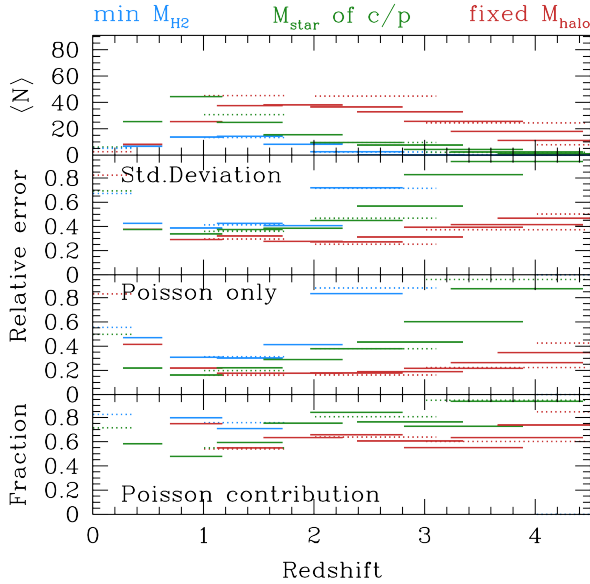 min M_H2 M_star of c/p fixed M_halo
⟨N⟩
80
60
40
20
0
Std.Deviation
0.8
0.6
0.4
0.2
0
Relative error
Poisson only
0.8
0.6
0.4
0.2
0
Fraction
0.8
0.6
0.4
0.2
0
Poisson contribution
0 1 2 3 4
Redshift